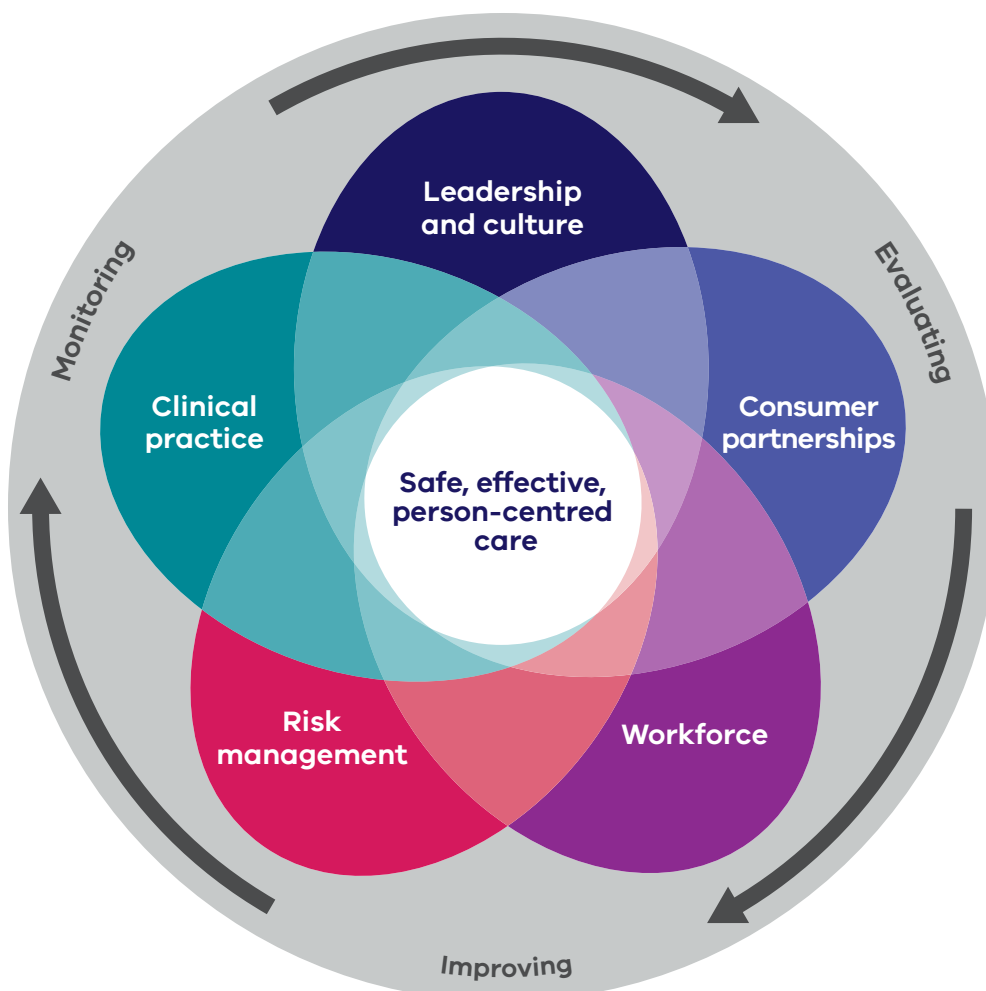 Leadership
and culture
Monitoring
Evaluating
Clinical
practice
Consumer
partnerships
Safe, effective,
person-centred
care
Risk
management
Workforce
Improving